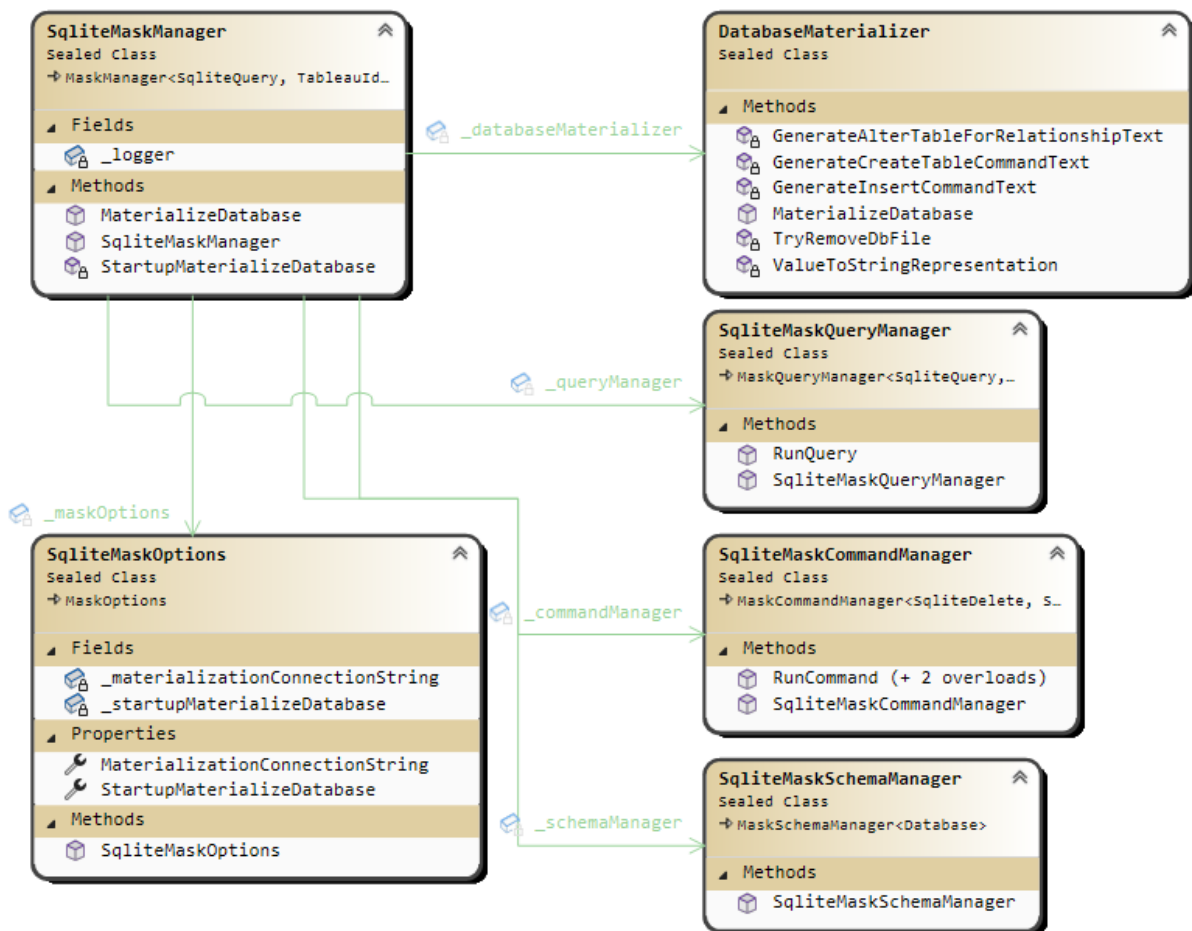 SqliteMaskManager
Sealed Class
MaskManager<SqliteQuery, TableauId…
Fields
_logger
Methods
MaterializeDatabase
SqliteMaskManager
StartupMaterializeDatabase
_databaseMaterializer
DatabaseMaterializer
Sealed Class
Methods
GenerateAlterTableForRelationshipText
GenerateCreateTableCommandText
GenerateInsertCommandText
MaterializeDatabase
TryRemoveDbFile
ValueToStringRepresentation
_queryManager
SqliteMaskQueryManager
Sealed Class
MaskQueryManager<SqliteQuery,…
Methods
RunQuery
SqliteMaskQueryManager
_maskOptions
SqliteMaskOptions
Sealed Class
MaskOptions
Fields
_materializationConnectionString
_startupMaterializeDatabase
Properties
MaterializationConnectionString
StartupMaterializeDatabase
Methods
SqliteMaskOptions
_commandManager
SqliteMaskCommandManager
Sealed Class
MaskCommandManager<SqliteDelete, S…
Methods
RunCommand (+ 2 overloads)
SqliteMaskCommandManager
_schemaManager
SqliteMaskSchemaManager
Sealed Class
MaskSchemaManager<Database>
Methods
SqliteMaskSchemaManager